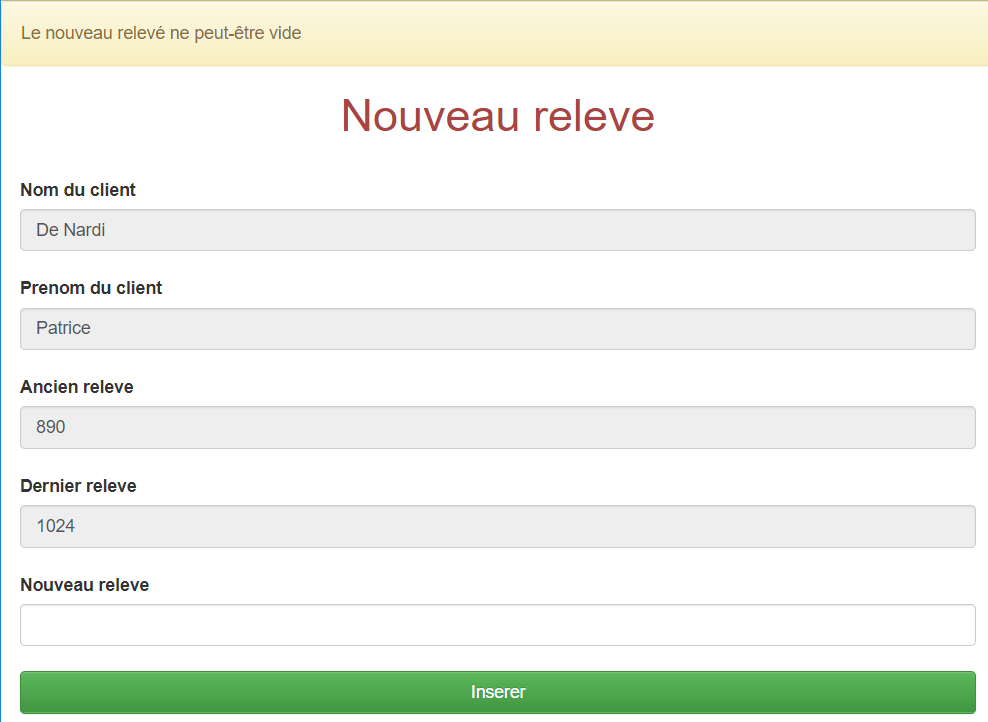 Le nouveau relevé ne peut-être vide
Nouveau releve
Nom du client
De Nardi
Prenom du client
Patrice
Ancien releve
890
Dernier releve
1024
Nouveau releve
Inserer